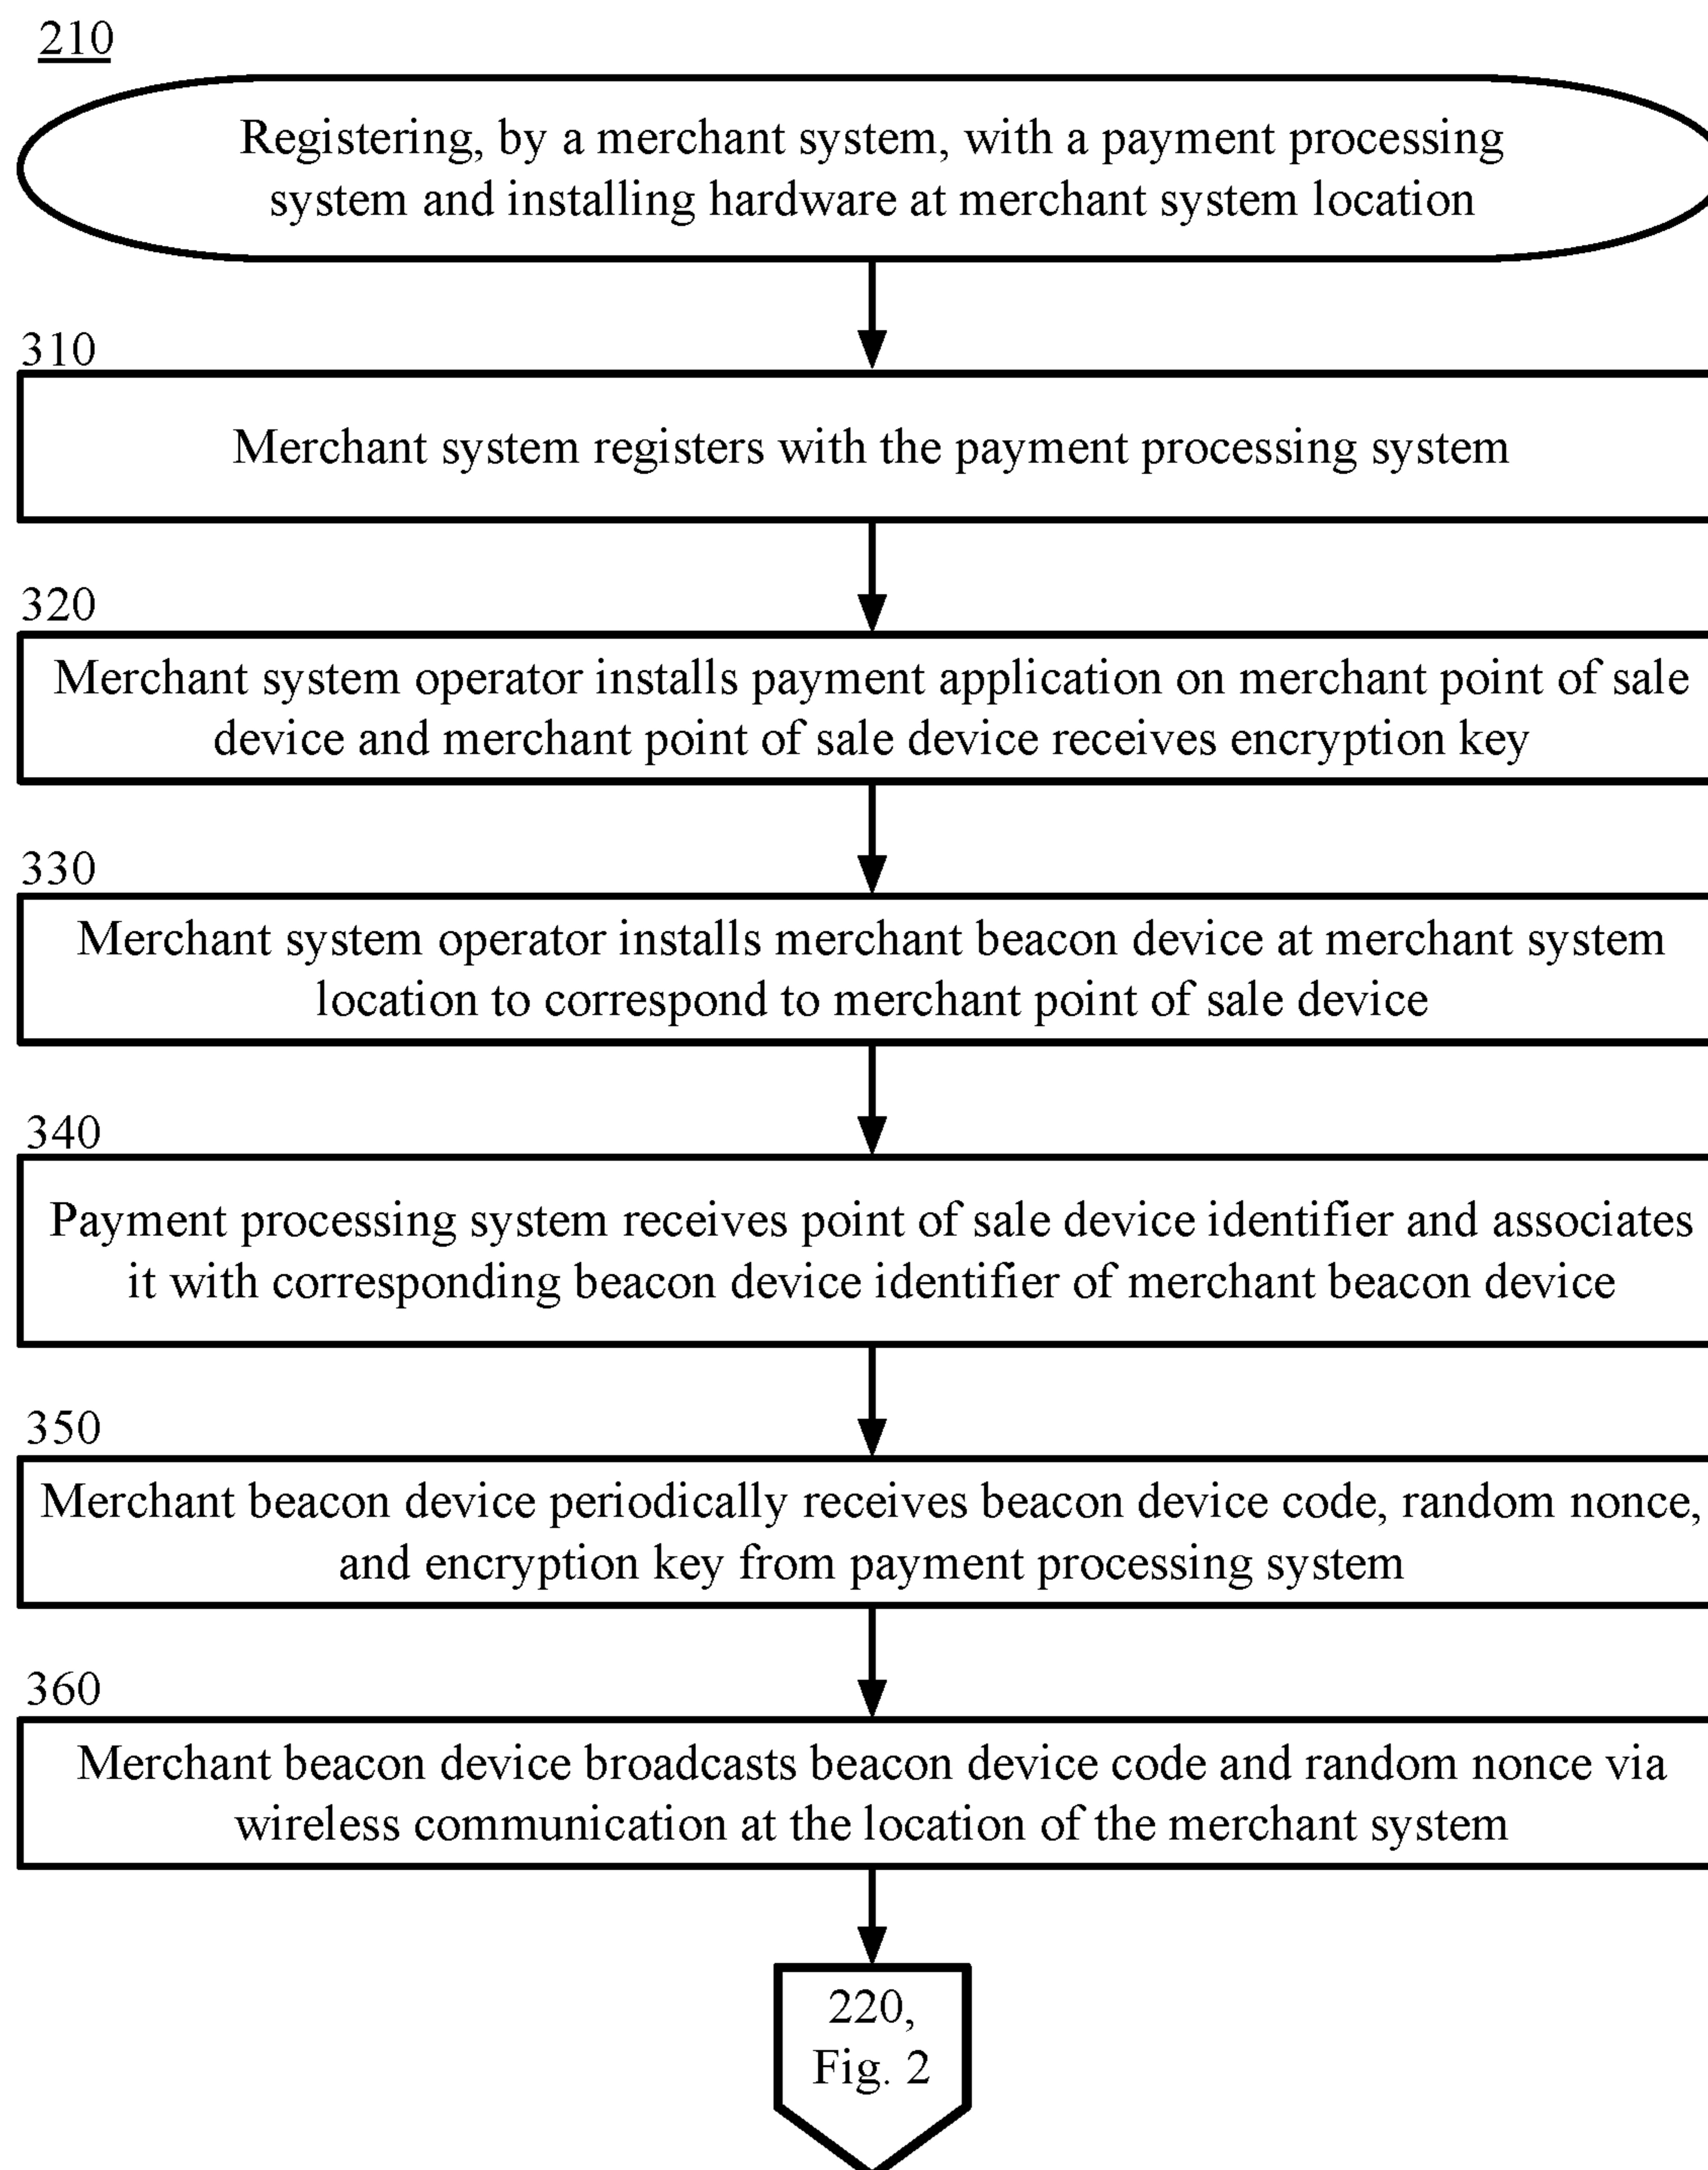 210
Registering, by a merchant system, with a payment processing
system and installing hardware at merchant system location
310
Merchant system registers with the payment processing system
320
Merchant system operator installs payment application on merchant point of sale
device and merchant point of sale device receives encryption key
330
Merchant system operator installs merchant beacon device at merchant system
location to correspond to merchant point of sale device
340
Payment processing system receives point of sale device identifier and associates
it with corresponding beacon device identifier of merchant beacon device
350
Merchant beacon device periodically receives beacon device code, random nonce,
and encryption key from payment processing system
360
Merchant beacon device broadcasts beacon device code and random nonce via
wireless communication at the location of the merchant system
220,
Fig. 2